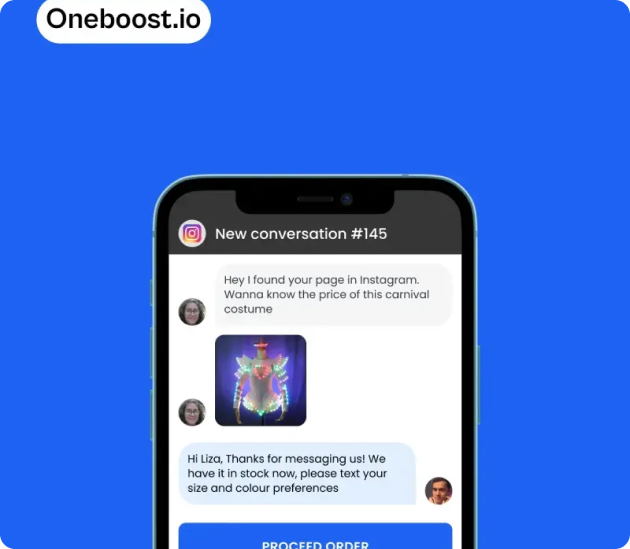 Oneboost.io
New conversation #145
Hey I found your page in Instagram.
Wanna know the price of this carnival
costume
Hi Liza, Thanks for messaging us! We
have it in stock now, please text your
size and colour preferences
PROCEED ORDER